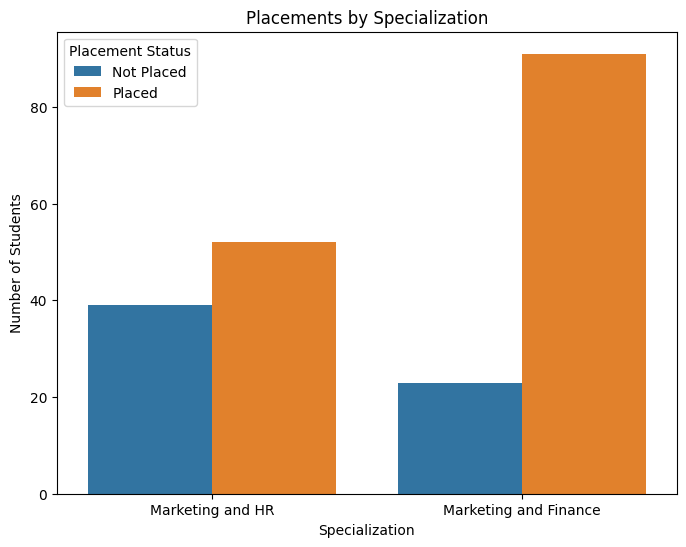 Placements by Specialization
Placement Status
Not Placed
Placed
Number of Students
80
60
40
20
0
Marketing and HR
Marketing and Finance
Specialization